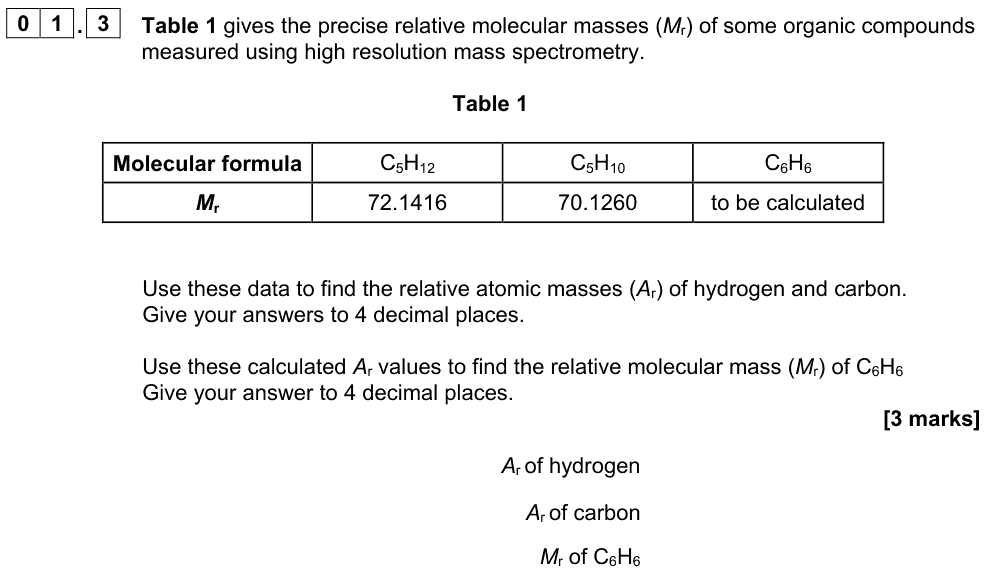 01.3 Table 1 gives the precise relative molecular masses (Mr) of some organic compounds
measured using high resolution mass spectrometry.
Table 1
Molecular formula C5H12 C5H10 C6H6
Mr 72.1416 70.1260 to be calculated
Use these data to find the relative atomic masses (Ar) of hydrogen and carbon.
Give your answers to 4 decimal places.
Use these calculated Ar values to find the relative molecular mass (Mr) of C6H6
Give your answer to 4 decimal places.
[3 marks]
Ar of hydrogen
Ar of carbon
Mr of C6H6